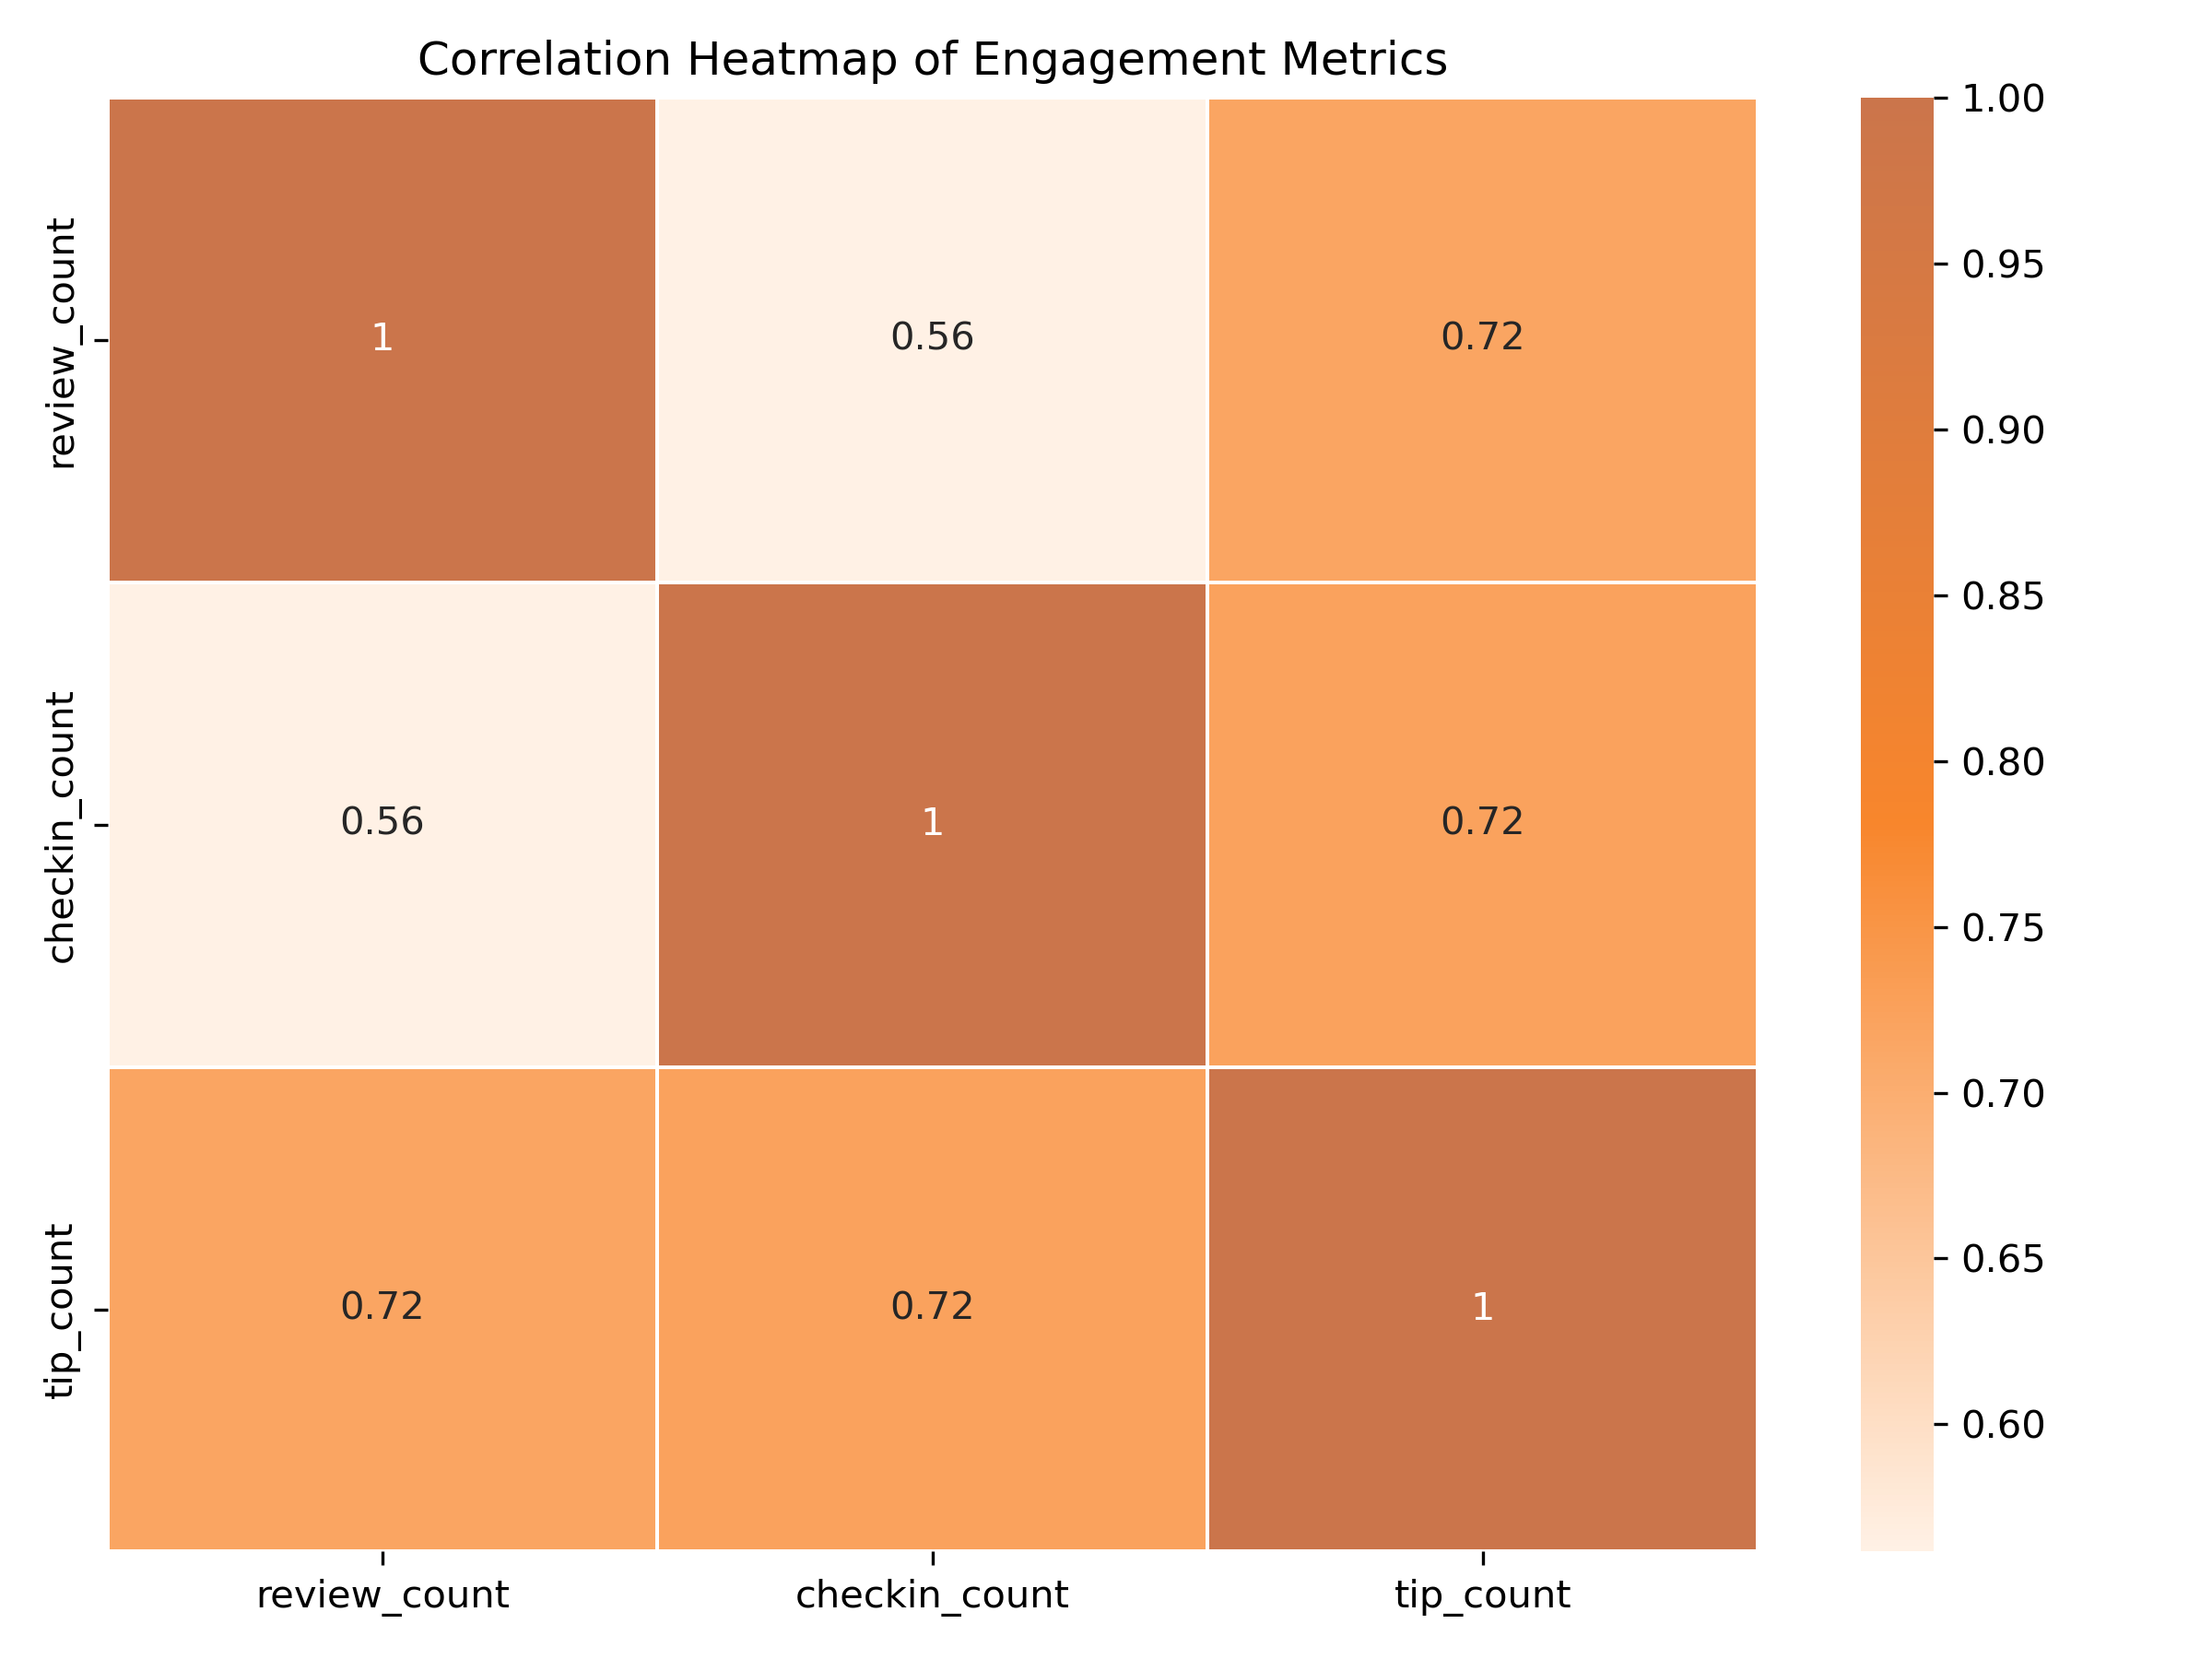 Correlation Heatmap of Engagement Metrics
review_count
1
0.56
0.72
checkin_count
0.56
1
0.72
tip_count
0.72
0.72
1
review_count
checkin_count
tip_count
1.00
0.95
0.90
0.85
0.80
0.75
0.70
0.65
0.60